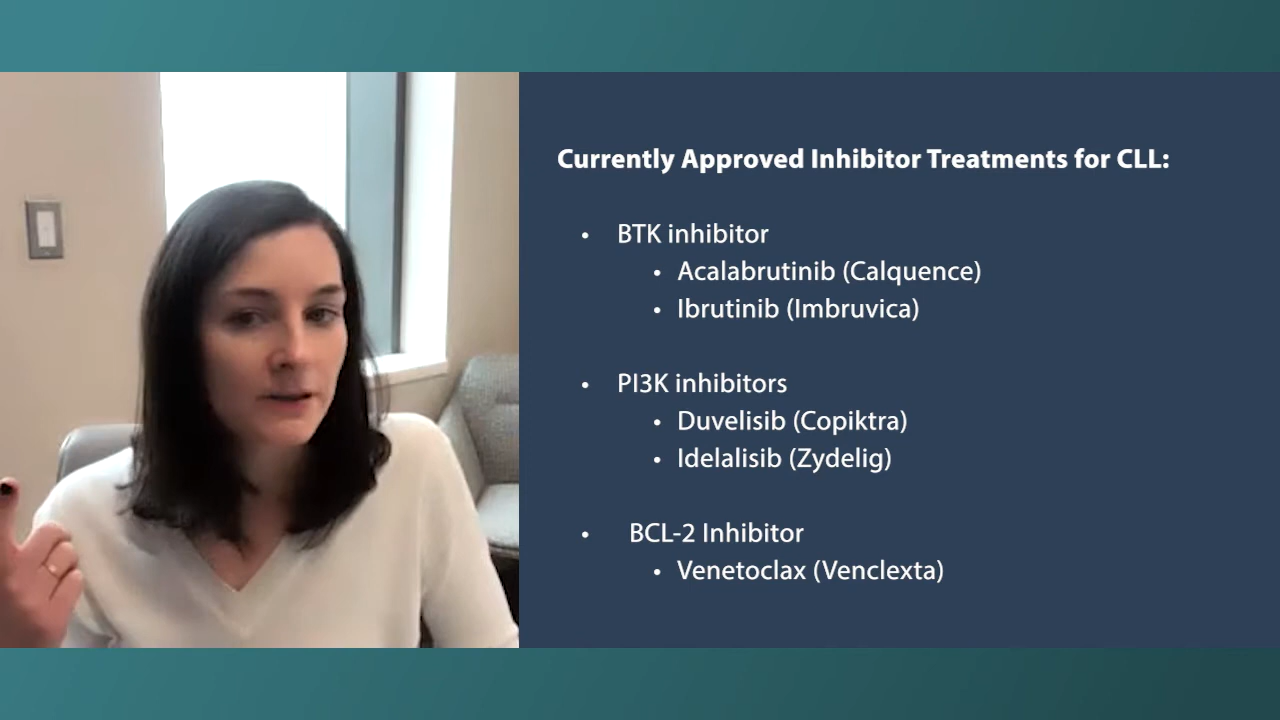 Currently Approved Inhibitor Treatments for CLL:
• BTK inhibitor
• Acalabrutinib (Calquence)
• Ibrutinib (Imbruvica)
• PI3K inhibitors
• Duvelisib (Copiktra)
• Idelalisib (Zydelig)
• BCL-2 Inhibitor
• Venetoclax (Venclexta)